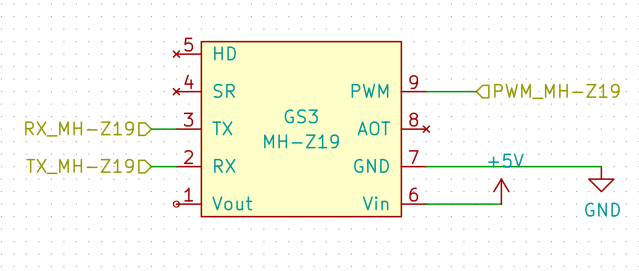 5 HD
4 SR PWM 9 PWM_MH-Z19
GS3
RX_MH-Z19 3 TX AOT 8
MH-Z19
TX_MH-Z19 2 RX GND 7 +5V
1 Vout Vin 6 GND